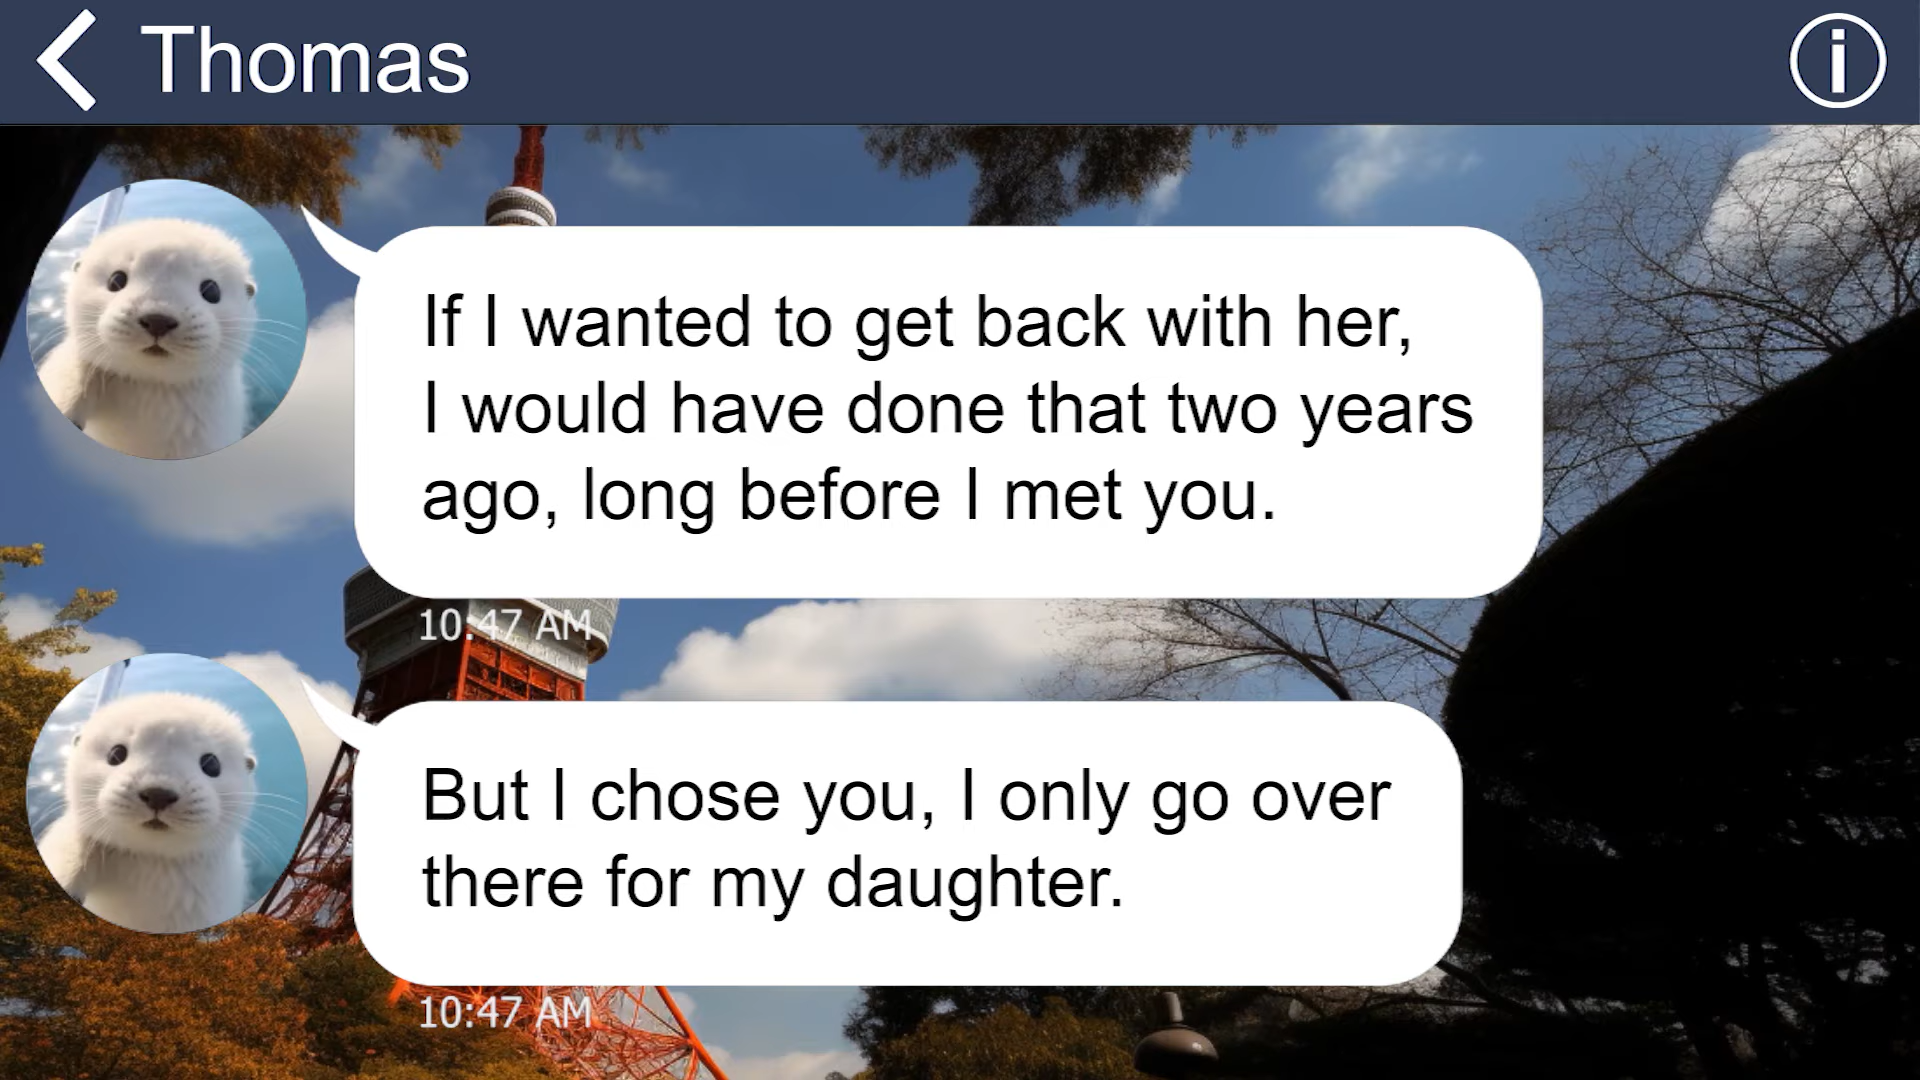 Thomas
If I wanted to get back with her,
I would have done that two years
ago, long before I met you.
10:47 AM
But I chose you, I only go over
there for my daughter.
10:47 AM